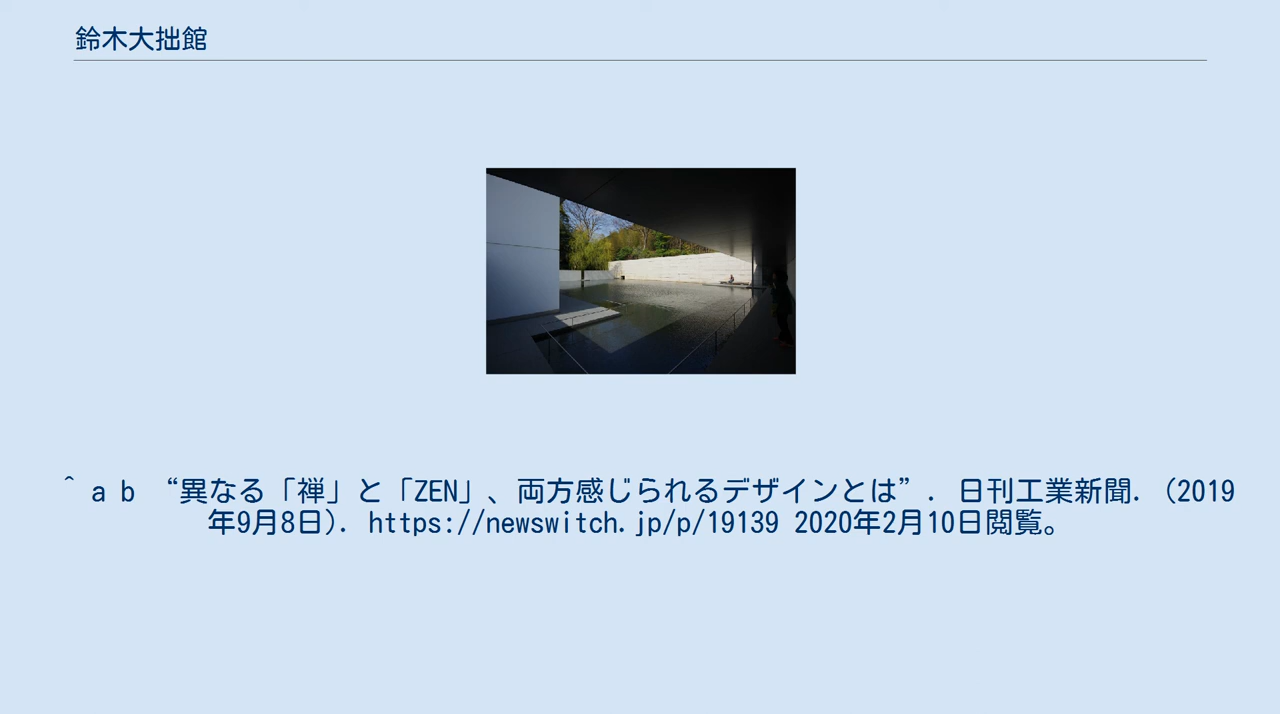 鈴木大拙館
^ a b “異なる「禅」と「ZEN」、両方感じられるデザインとは”. 日刊工業新聞. (2019
年9月8日). https://newswitch.jp/p/19139 2020年2月10日閲覧。